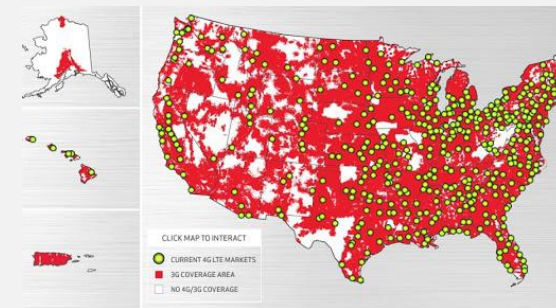 CLICK MAP TO INTERACT
CURRENT 4G LTE MARKETS
3G COVERAGE AREA
NO 4G/3G COVERAGE